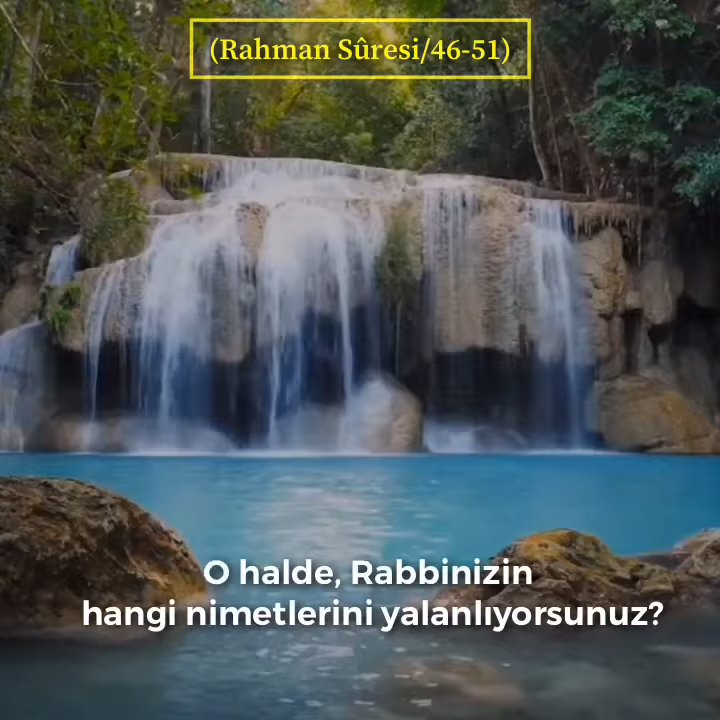 (Rahman Sûresi/46-51)
O halde, Rabbinizin
hangi nimetlerini yalanlıyorsunuz?